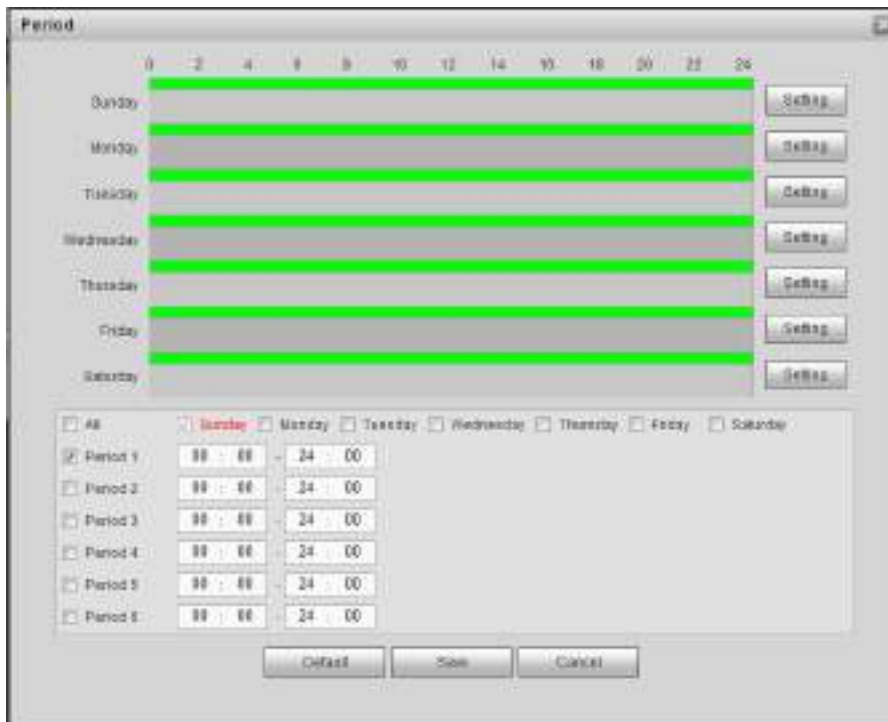 Period
0 2 4 6 8 10 12 14 16 18 20 22 24
Sunday Setting
Monday Setting
Tuesday Setting
Wednesday Setting
Thursday Setting
Friday Setting
Saturday Setting
All Sunday Monday Tuesday Wednesday Thursday Friday Saturday
Period 1 00 : 00 - 24 : 00
Period 2 00 : 00 - 24 : 00
Period 3 00 : 00 - 24 : 00
Period 4 00 : 00 - 24 : 00
Period 5 00 : 00 - 24 : 00
Period 6 00 : 00 - 24 : 00
Default Save Cancel